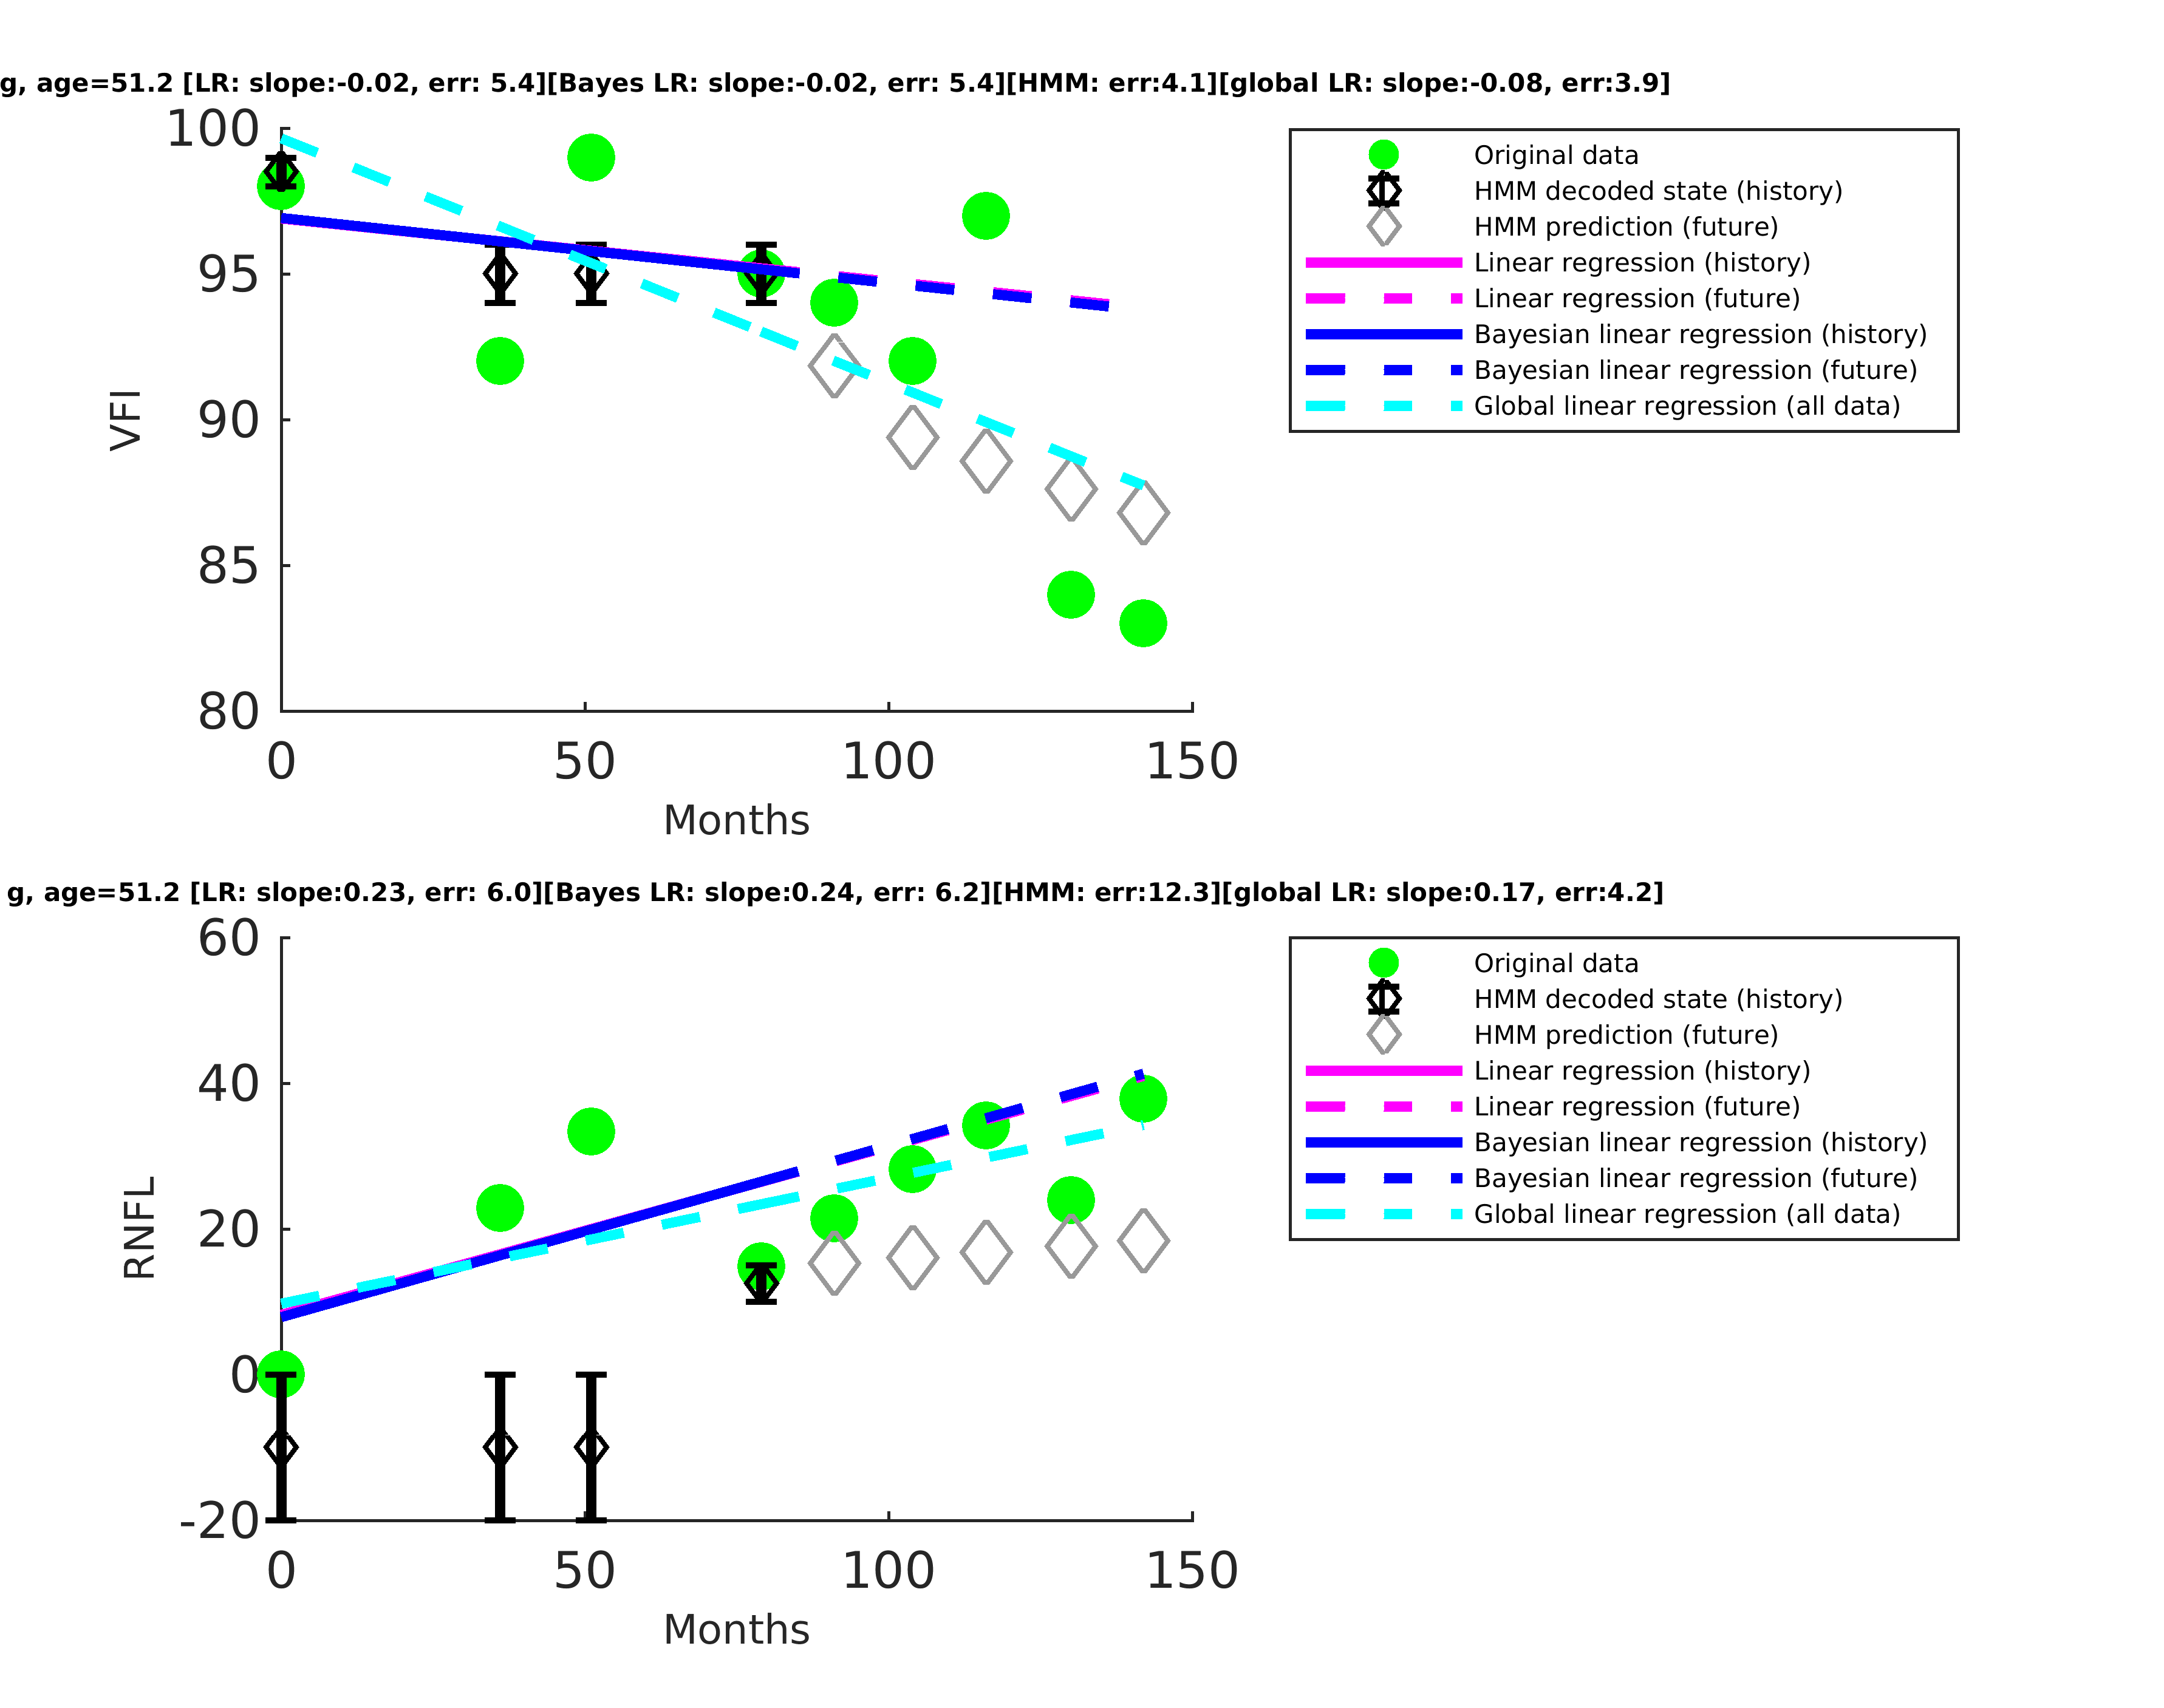 g, age=51.2 [LR: slope:-0.02, err: 5.4][Bayes LR: slope:-0.02, err: 5.4][HMM: err:4.1][global LR: slope:-0.08, err:3.9]
100
95
90
85
80
VFI
0 50 100 150
Months
Original data
HMM decoded state (history)
HMM prediction (future)
Linear regression (history)
Linear regression (future)
Bayesian linear regression (history)
Bayesian linear regression (future)
Global linear regression (all data)
g, age=51.2 [LR: slope:0.23, err: 6.0][Bayes LR: slope:0.24, err: 6.2][HMM: err:12.3][global LR: slope:0.17, err:4.2]
60
40
20
0
-20
RNFL
0 50 100 150
Months
Original data
HMM decoded state (history)
HMM prediction (future)
Linear regression (history)
Linear regression (future)
Bayesian linear regression (history)
Bayesian linear regression (future)
Global linear regression (all data)